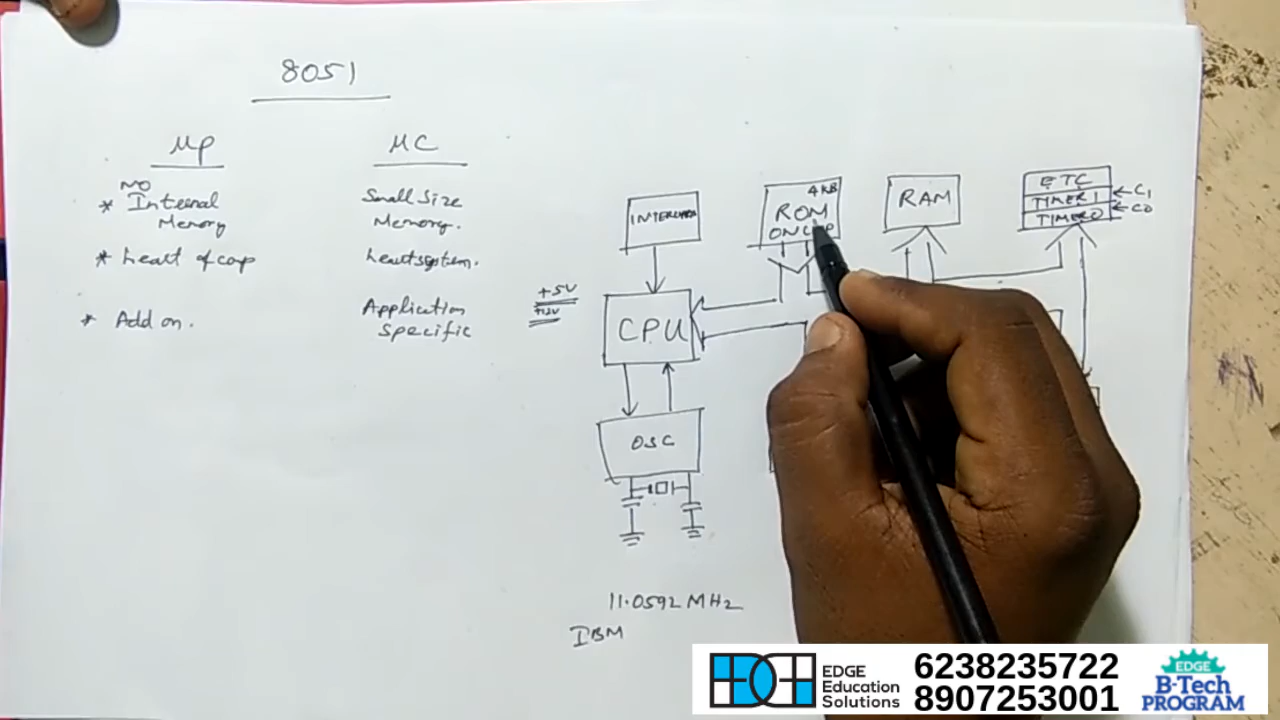 8051
μP
μC
NO
* Internal
Memory
Small Size
Memory.
* heart of comp
heart system.
* Add on.
Application
Specific
+5V
+12V
4KB
ROM
ON CHIP
RAM
ETC
TIMER 1
TIMER 0
C1
C0
CPU
OSC
11.0592 MHz
IBM
EDGE
Education
Solutions
6238235722
8907253001
EDGE
B-Tech
PROGRAM